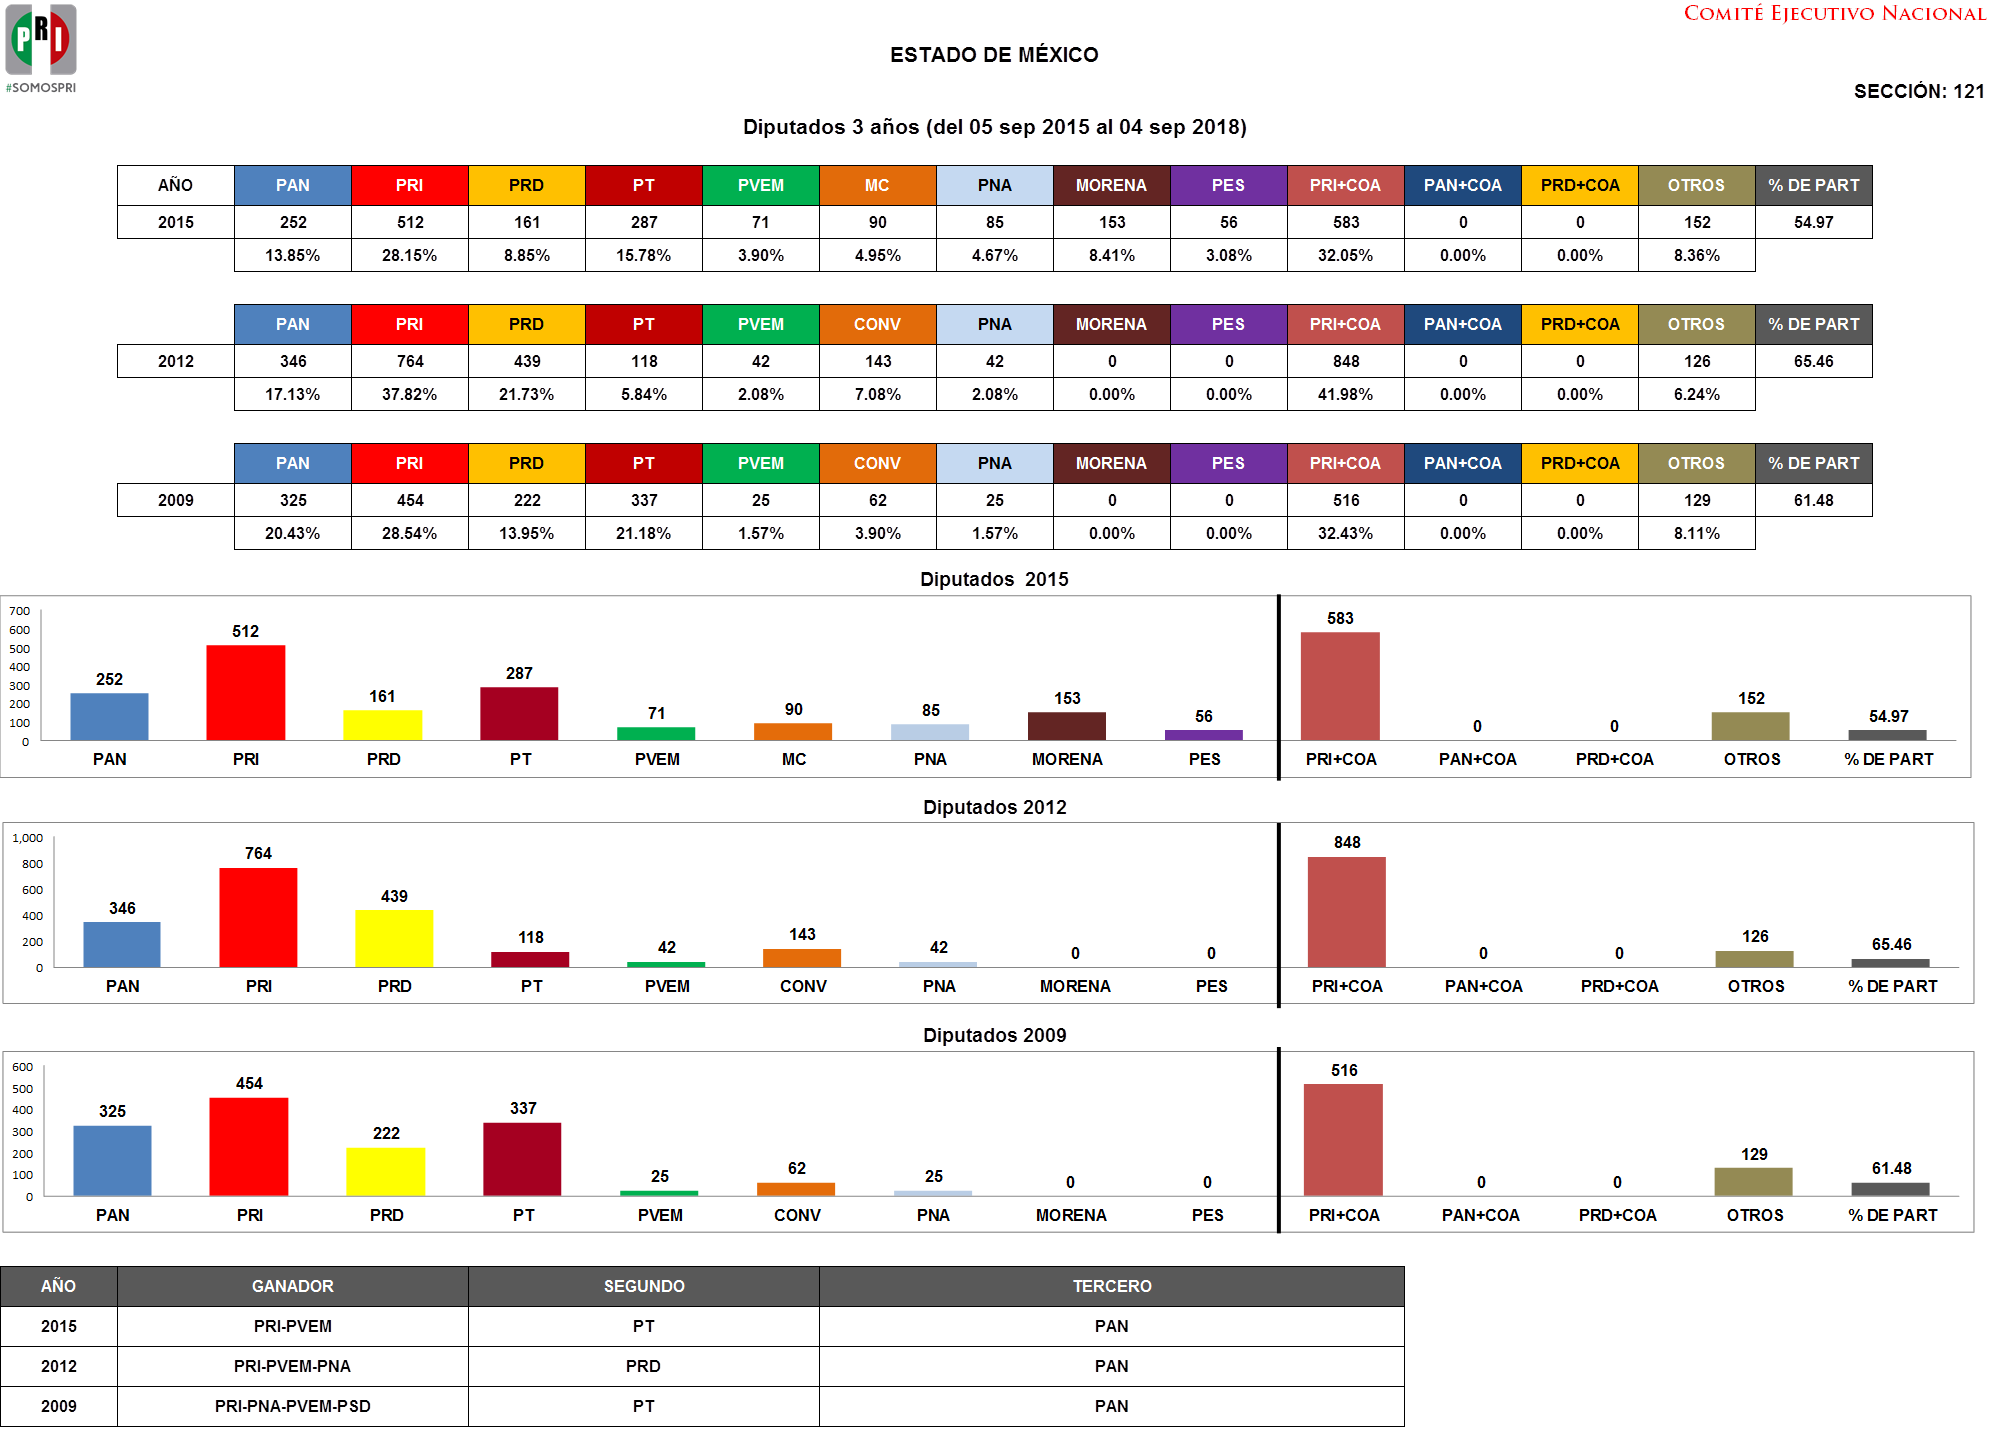 PRI
#SOMOSPRI
COMITÉ EJECUTIVO NACIONAL
ESTADO DE MÉXICO
SECCIÓN: 121
Diputados 3 años (del 05 sep 2015 al 04 sep 2018)
AÑO PAN PRI PRD PT PVEM MC PNA MORENA PES PRI+COA PAN+COA PRD+COA OTROS % DE PART
2015 252 512 161 287 71 90 85 153 56 583 0 0 152 54.97
13.85% 28.15% 8.85% 15.78% 3.90% 4.95% 4.67% 8.41% 3.08% 32.05% 0.00% 0.00% 8.36%
PAN PRI PRD PT PVEM CONV PNA MORENA PES PRI+COA PAN+COA PRD+COA OTROS % DE PART
2012 346 764 439 118 42 143 42 0 0 848 0 0 126 65.46
17.13% 37.82% 21.73% 5.84% 2.08% 7.08% 2.08% 0.00% 0.00% 41.98% 0.00% 0.00% 6.24%
PAN PRI PRD PT PVEM CONV PNA MORENA PES PRI+COA PAN+COA PRD+COA OTROS % DE PART
2009 325 454 222 337 25 62 25 0 0 516 0 0 129 61.48
20.43% 28.54% 13.95% 21.18% 1.57% 3.90% 1.57% 0.00% 0.00% 32.43% 0.00% 0.00% 8.11%
Diputados 2015
700
600
500
400
300
200
100
0
252 512 161 287 71 90 85 153 56 583 0 0 152 54.97
PAN PRI PRD PT PVEM MC PNA MORENA PES PRI+COA PAN+COA PRD+COA OTROS % DE PART
Diputados 2012
1,000
800
600
400
200
0
346 764 439 118 42 143 42 0 0 848 0 0 126 65.46
PAN PRI PRD PT PVEM CONV PNA MORENA PES PRI+COA PAN+COA PRD+COA OTROS % DE PART
Diputados 2009
600
500
400
300
200
100
0
325 454 222 337 25 62 25 0 0 516 0 0 129 61.48
PAN PRI PRD PT PVEM CONV PNA MORENA PES PRI+COA PAN+COA PRD+COA OTROS % DE PART
AÑO GANADOR SEGUNDO TERCERO
2015 PRI-PVEM PT PAN
2012 PRI-PVEM-PNA PRD PAN
2009 PRI-PNA-PVEM-PSD PT PAN